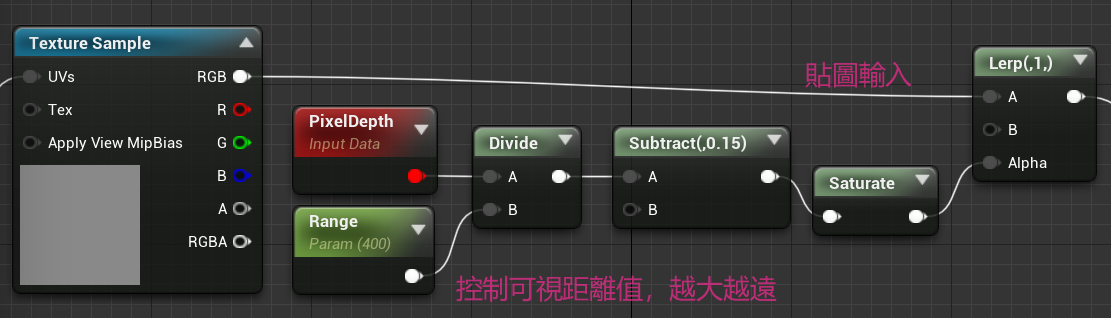 Texture Sample
UVs
RGB
Tex
R
Apply View MipBias
G
B
A
RGBA
PixelDepth
Input Data
Range
Param (400)
Divide
A
B
Subtract(,0.15)
A
B
Saturate
貼圖輸入
Lerp(,1,)
A
B
Alpha
控制可視距離值，越大越遠